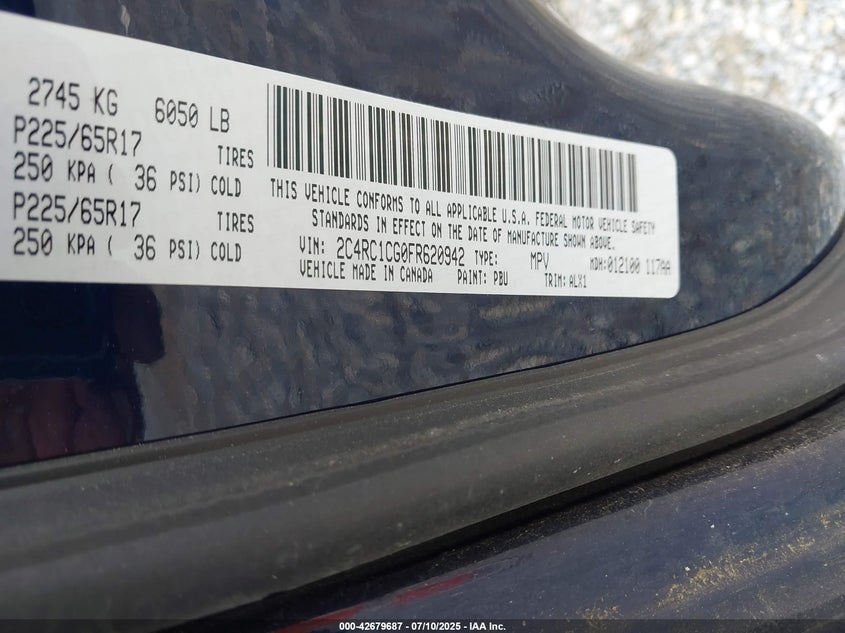 2745 KG 6050 LB
P225/65R17 TIRES
250 KPA ( 36 PSI) COLD
P225/65R17 TIRES
250 KPA ( 36 PSI) COLD
THIS VEHICLE CONFORMS TO ALL APPLICABLE U.S.A. FEDERAL MOTOR VEHICLE SAFETY
STANDARDS IN EFFECT ON THE DATE OF MANUFACTURE SHOWN ABOVE.
VIN: 2C4RC1CG0FR620942 TYPE: MPV MDH:012100 117AA
VEHICLE MADE IN CANADA PAINT: PBU TRIM: ALX1
000-42679687 - 07/10/2025 - IAA Inc.